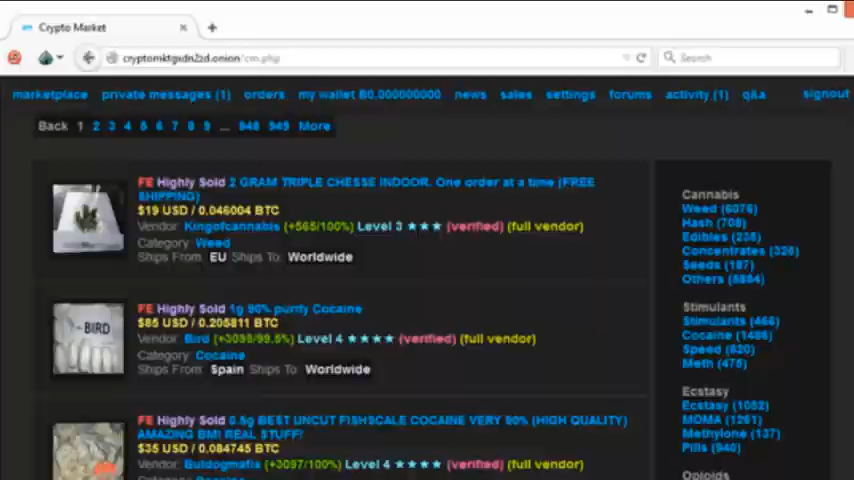 Crypto Market
cryptomktgxdn2zd.onion/cm.php
Search
marketplace private messages (1) orders my wallet B0.000000000 news sales settings forums activity (1) q&a signout
Back 1 2 3 4 5 6 7 8 9 ... 948 949 More
FE Highly Sold 2 GRAM TRIPLE CHESSE INDOOR. One order at a time (FREE
SHIPPING)
$19 USD / 0.046004 BTC
Vendor: Kingofcannabis (+565/100%) Level 3 ★★★ (verified) (full vendor)
Category: Weed
Ships From: EU Ships To: Worldwide
BIRD
FE Highly Sold 1g 90% purity Cocaine
$85 USD / 0.205811 BTC
Vendor: Bird (+3095/99.5%) Level 4 ★★★★ (verified) (full vendor)
Category: Cocaine
Ships From: Spain Ships To: Worldwide
FE Highly Sold 0.5g BEST UNCUT FISHSCALE COCAINE VERY 90% (HIGH QUALITY)
AMAZING BM! REAL STUFF!
$35 USD / 0.084745 BTC
Vendor: Buldogmafia (+3097/100%) Level 4 ★★★★ (verified) (full vendor)
Cannabis
Weed (6076)
Hash (708)
Edibles (235)
Concentrates (326)
Seeds (187)
Others (8864)
Stimulants
Stimulants (466)
Cocaine (1486)
Speed (820)
Meth (475)
Ecstasy
Ecstasy (1052)
MDMA (1261)
Methylone (137)
Pills (940)
Opioids